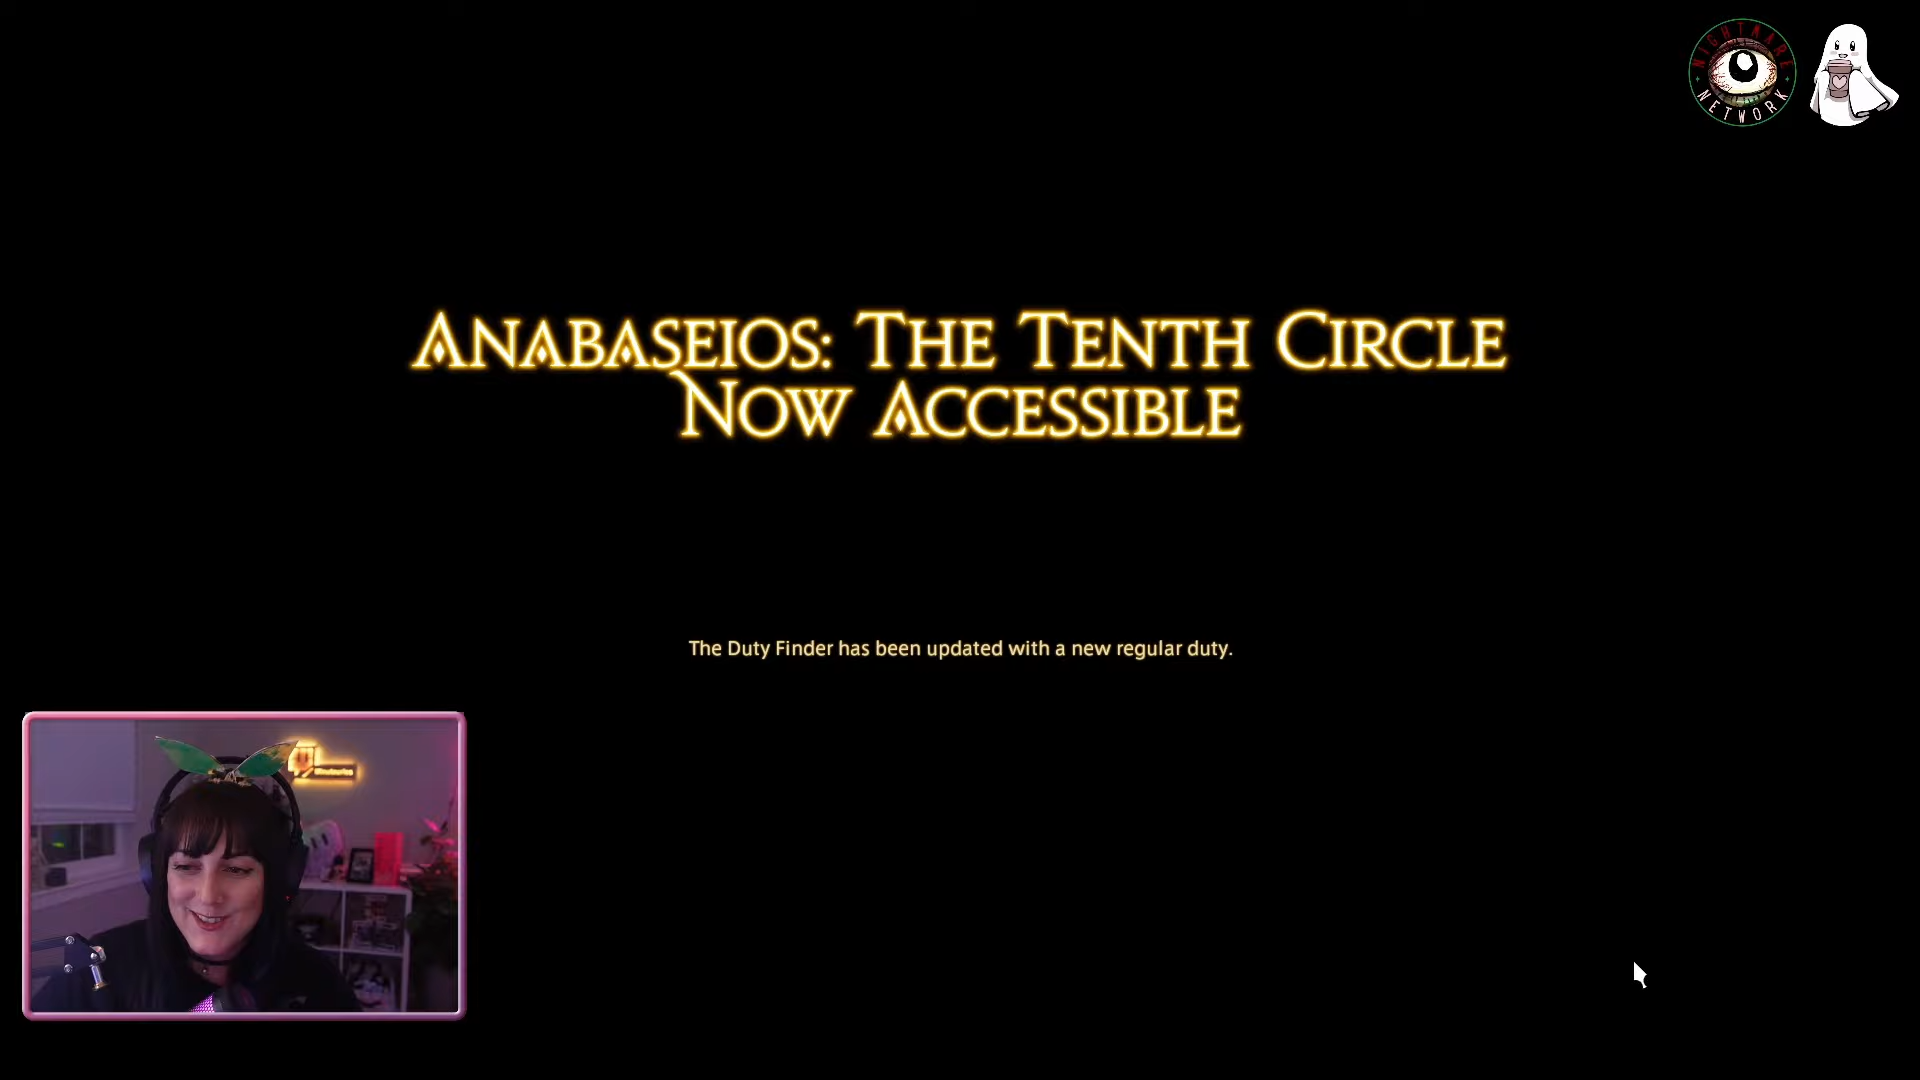 NIGHTMARE
NETWORK
ANABASEIOS: THE TENTH CIRCLE
NOW ACCESSIBLE
The Duty Finder has been updated with a new regular duty.